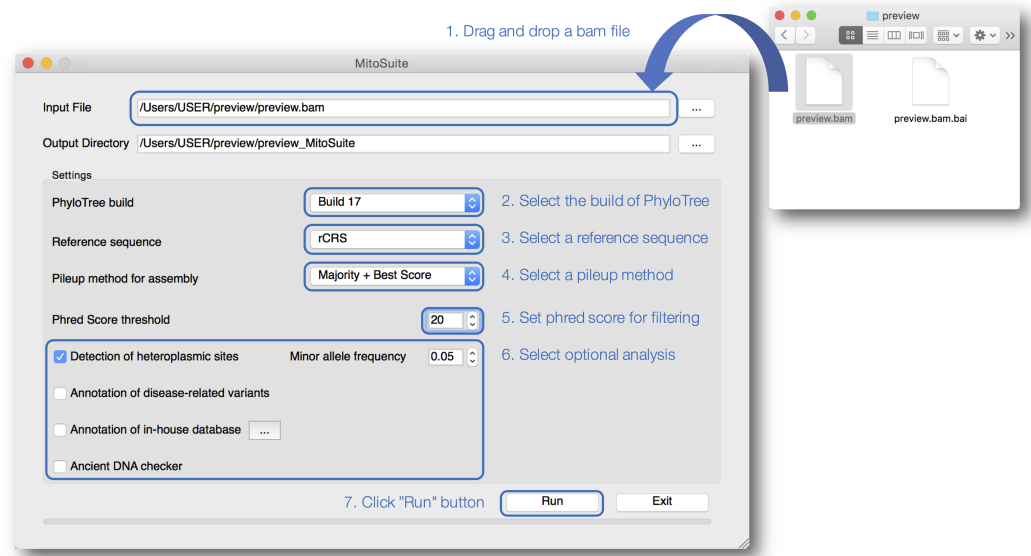 1. Drag and drop a bam file
preview
preview.bam
preview.bam.bai
MitoSuite
Input File
/Users/USER/preview/preview.bam
...
Output Directory
/Users/USER/preview/preview_MitoSuite
...
Settings
PhyloTree build
Build 17
2. Select the build of PhyloTree
Reference sequence
rCRS
3. Select a reference sequence
Pileup method for assembly
Majority + Best Score
4. Select a pileup method
Phred Score threshold
20
5. Set phred score for filtering
Detection of heteroplasmic sites
Minor allele frequency
0.05
6. Select optional analysis
Annotation of disease-related variants
Annotation of in-house database
...
Ancient DNA checker
7. Click "Run" button
Run
Exit